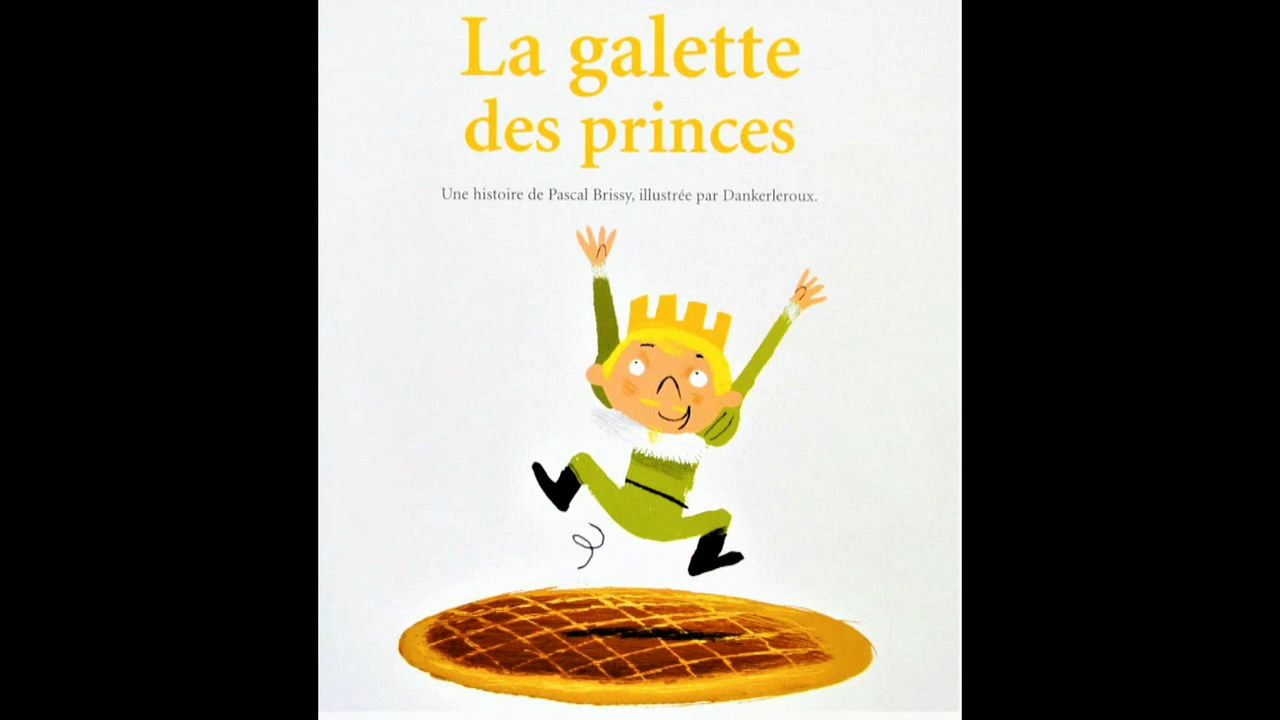 La galette
des princes
Une histoire de Pascal Brissy, illustrée par Dankerleroux.